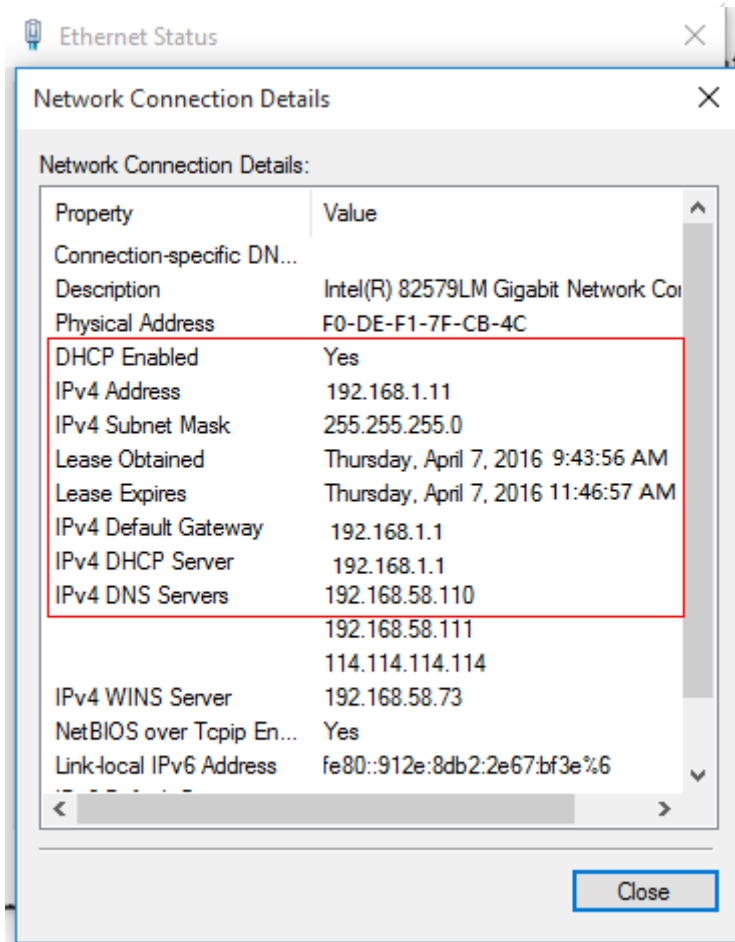 Ethernet Status
Network Connection Details
Network Connection Details:
Property Value
Connection-specific DN...
Description Intel(R) 82579LM Gigabit Network Cor
Physical Address F0-DE-F1-7F-CB-4C
DHCP Enabled Yes
IPv4 Address 192.168.1.11
IPv4 Subnet Mask 255.255.255.0
Lease Obtained Thursday, April 7, 2016 9:43:56 AM
Lease Expires Thursday, April 7, 2016 11:46:57 AM
IPv4 Default Gateway 192.168.1.1
IPv4 DHCP Server 192.168.1.1
IPv4 DNS Servers 192.168.58.110
192.168.58.111
114.114.114.114
IPv4 WINS Server 192.168.58.73
NetBIOS over Tcpip En... Yes
Link-local IPv6 Address fe80::912e:8db2:2e67:bf3e%6
Close